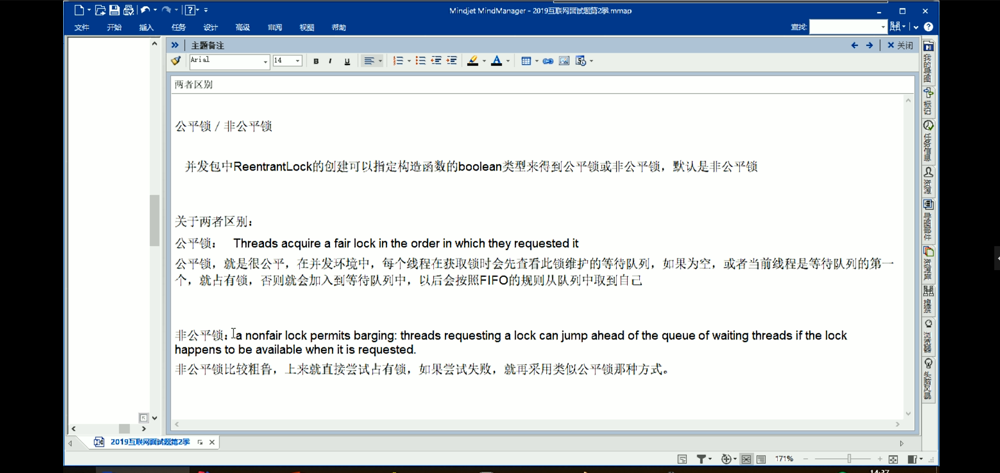 Mindjet MindManager - 2019互联网面试题第2季.mmap
文件 开始 插入 任务 设计 高级 审阅 视图 帮助
查找:
主题备注
关闭
Arial 14 B I U
两者区别
公平锁 / 非公平锁
并发包中ReentrantLock的创建可以指定构造函数的boolean类型来得到公平锁或非公平锁，默认是非公平锁
关于两者区别：
公平锁： Threads acquire a fair lock in the order in which they requested it
公平锁，就是很公平，在并发环境中，每个线程在获取锁时会先查看此锁维护的等待队列，如果为空，或者当前线程是等待队列的第一
个，就占有锁，否则就会加入到等待队列中，以后会按照FIFO的规则从队列中取到自己
非公平锁：a nonfair lock permits barging: threads requesting a lock can jump ahead of the queue of waiting threads if the lock
happens to be available when it is requested.
非公平锁比较粗鲁，上来就直接尝试占有锁，如果尝试失败，就再采用类似公平锁那种方式。
我的导图
标记
任务信息
资源
导图部件
资源库
搜索
浏览器
头脑风暴
2019互联网面试题第2季
171%
14:37